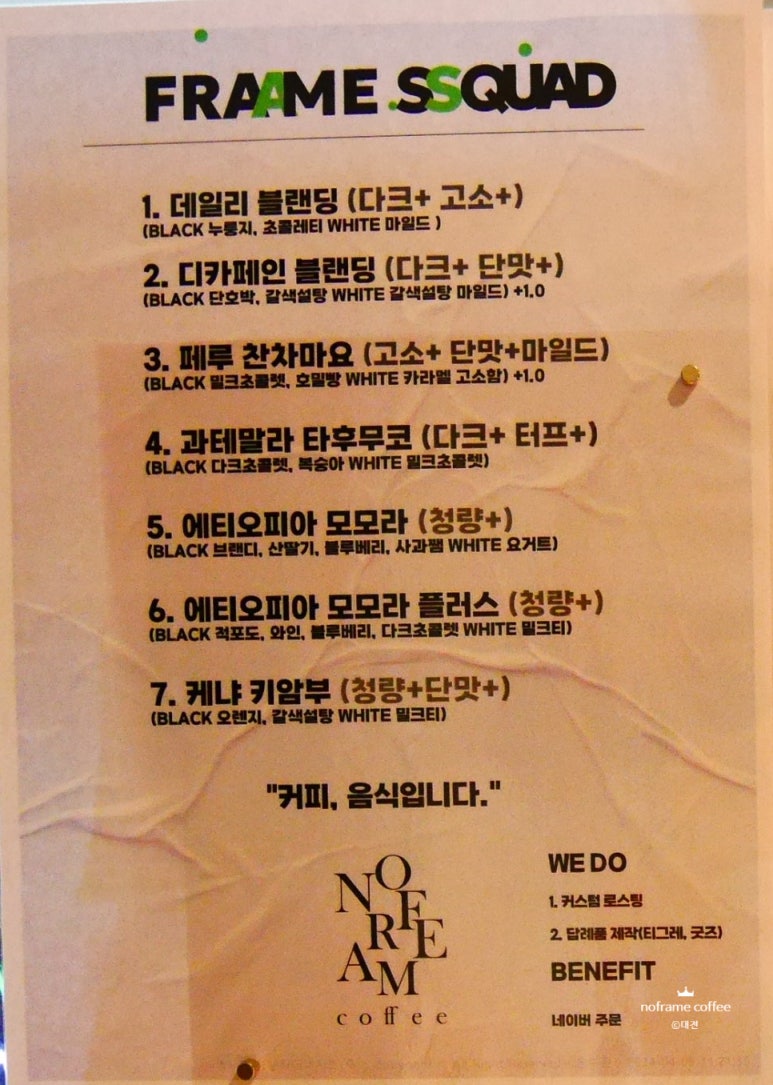 FRAAME.SSQUAD
1. 데일리 블랜딩 (다크+ 고소+)
(BLACK 누룽지, 초콜레티 WHITE 마일드 )
2. 디카페인 블랜딩 (다크+ 단맛+)
(BLACK 단호박, 갈색설탕 WHITE 갈색설탕 마일드) +1.0
3. 페루 찬차마요 (고소+ 단맛+마일드)
(BLACK 밀크초콜렛, 호밀빵 WHITE 카라멜 고소함) +1.0
4. 과테말라 타후무코 (다크+ 터프+)
(BLACK 다크초콜렛, 복숭아 WHITE 밀크초콜렛)
5. 에티오피아 모모라 (청량+)
(BLACK 브랜디, 산딸기, 블루베리, 사과잼 WHITE 요거트)
6. 에티오피아 모모라 플러스 (청량+)
(BLACK 적포도, 와인, 블루베리, 다크초콜렛 WHITE 밀크티)
7. 케냐 키암부 (청량+단맛+)
(BLACK 오렌지, 갈색설탕 WHITE 밀크티)
"커피, 음식입니다."
NOFREAM
coffee
WE DO
1. 커스텀 로스팅
2. 답례품 제작(티그레, 굿즈)
BENEFIT
네이버 주문
noframe coffee
©대전